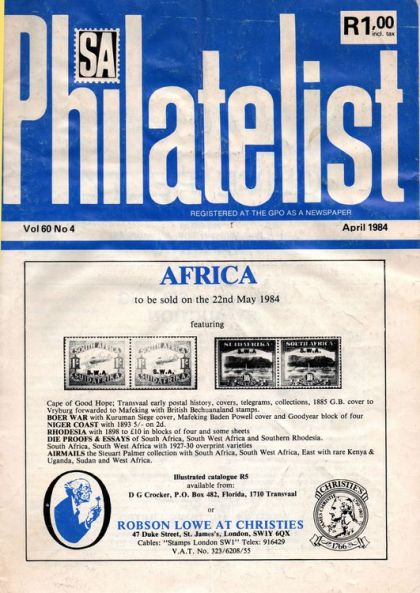 R1,00
incl. tax
SA
Philatelist
REGISTERED AT THE GPO AS A NEWSPAPER
Vol 60 No 4
April 1984
AFRICA
to be sold on the 22nd May 1984
featuring
SOUTH AFRICA
S.W.A.
SUIDAFRIKA
SUIDAFRIKA
S.W.A.
SOUTH AFRICA
S.W.A.
Cape of Good Hope; Transvaal early postal history, covers, telegrams, collections, 1885 G.B. cover to
Vryburg forwarded to Mafeking with British Bechuanaland stamps.
BOER WAR with Kuruman Siege cover, Mafeking Baden Powell cover and Goodyear block of four
NIGER COAST with 1893 5/- on 2d.
RHODESIA with 1898 to £10 in blocks of four and some sheets
DIE PROOFS & ESSAYS of South Africa, South West Africa and Southern Rhodesia.
South Africa, South West Africa with 1927-30 overprint varieties
AIRMAILS the Steuart Palmer collection with South Africa, South West Africa, East with rare Kenya &
Uganda, Sudan and West Africa.
Illustrated catalogue R5
available from:
D G Crocker, P.O. Box 482, Florida, 1710 Transvaal
or
ROBSON LOWE AT CHRISTIES
47 Duke Street, St. James's, London, SW1Y 6QX
Cables: "Stamps London SW1" Telex: 916429
V.A.T. No. 323/6208/55
CHRISTIES
1766